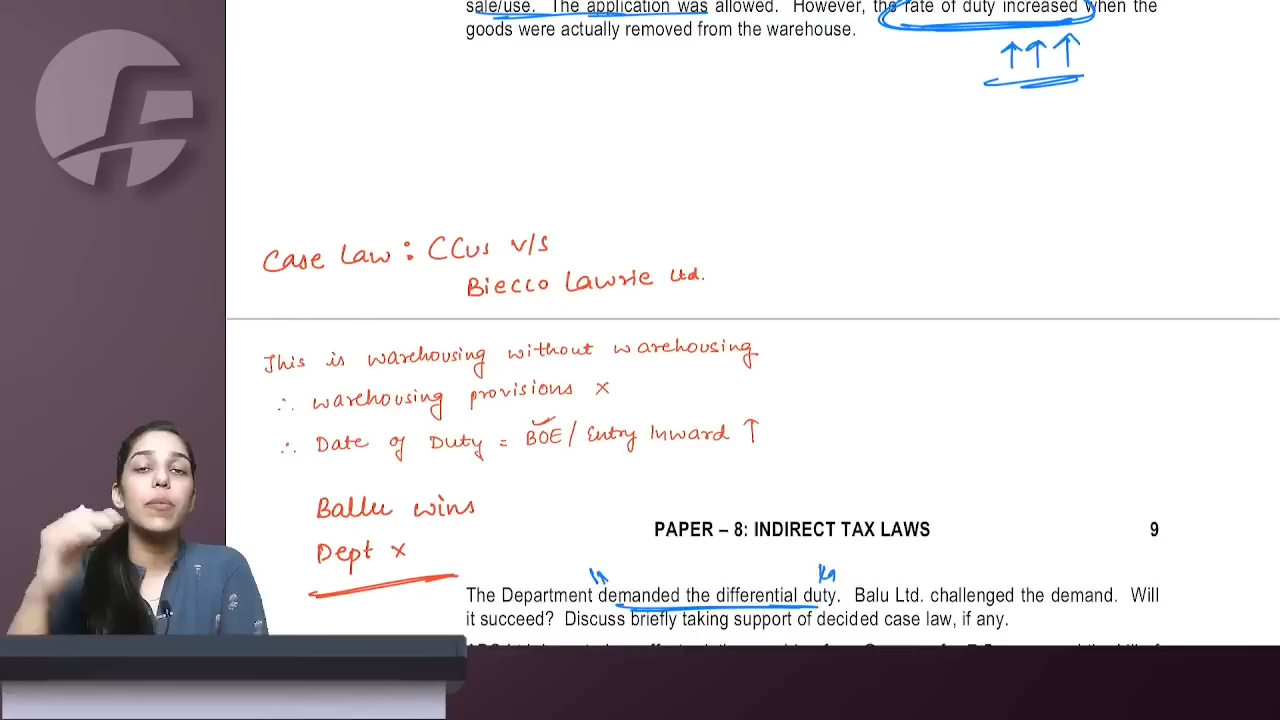 sale/use. The application was allowed. However, the rate of duty increased when the
goods were actually removed from the warehouse.
Case Law : CCus v/s
Biecco Lawrie Ltd.
This is warehousing without warehousing
∴ warehousing provisions ×
∴ Date of Duty = BOE / Entry Inward ↑
Ballu wins
Dept ×
PAPER – 8: INDIRECT TAX LAWS 9
The Department demanded the differential duty. Balu Ltd. challenged the demand. Will
it succeed? Discuss briefly taking support of decided case law, if any.